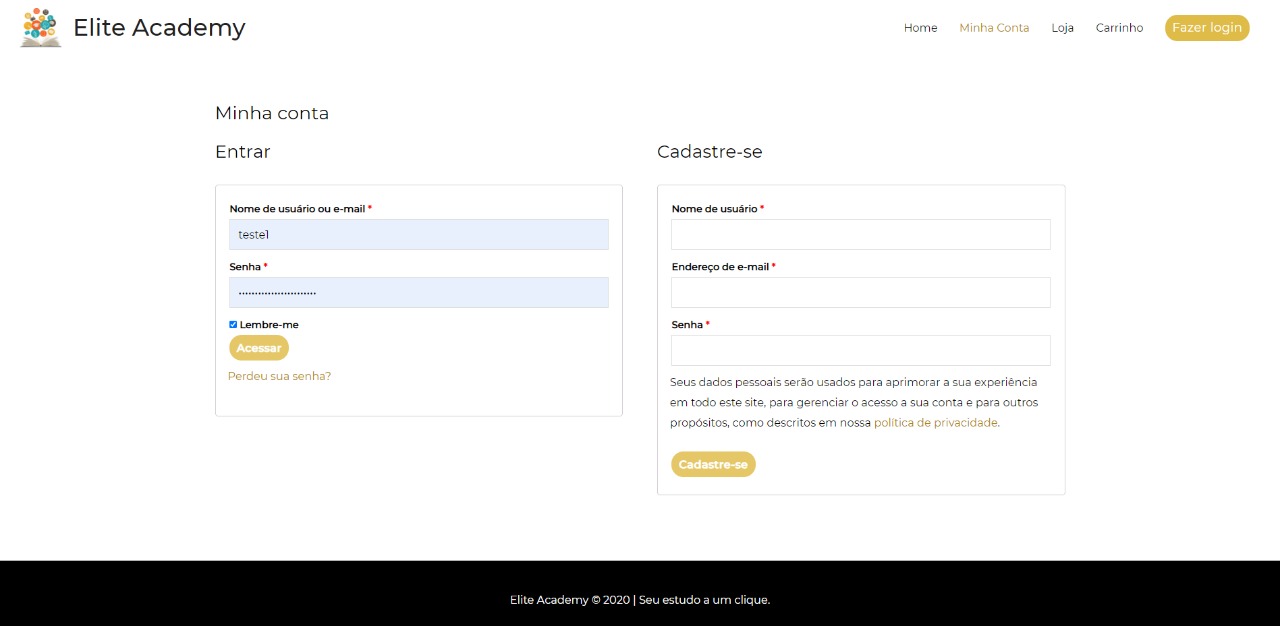 Elite Academy
Home
Minha Conta
Loja
Carrinho
Fazer login
Minha conta
Entrar
Nome de usuário ou e-mail *
teste1
Senha *
Lembre-me
Acessar
Perdeu sua senha?
Cadastre-se
Nome de usuário *
Endereço de e-mail *
Senha *
Seus dados pessoais serão usados para aprimorar a sua experiência
em todo este site, para gerenciar o acesso a sua conta e para outros
propósitos, como descritos em nossa política de privacidade.
Cadastre-se
Elite Academy © 2020 | Seu estudo a um clique.